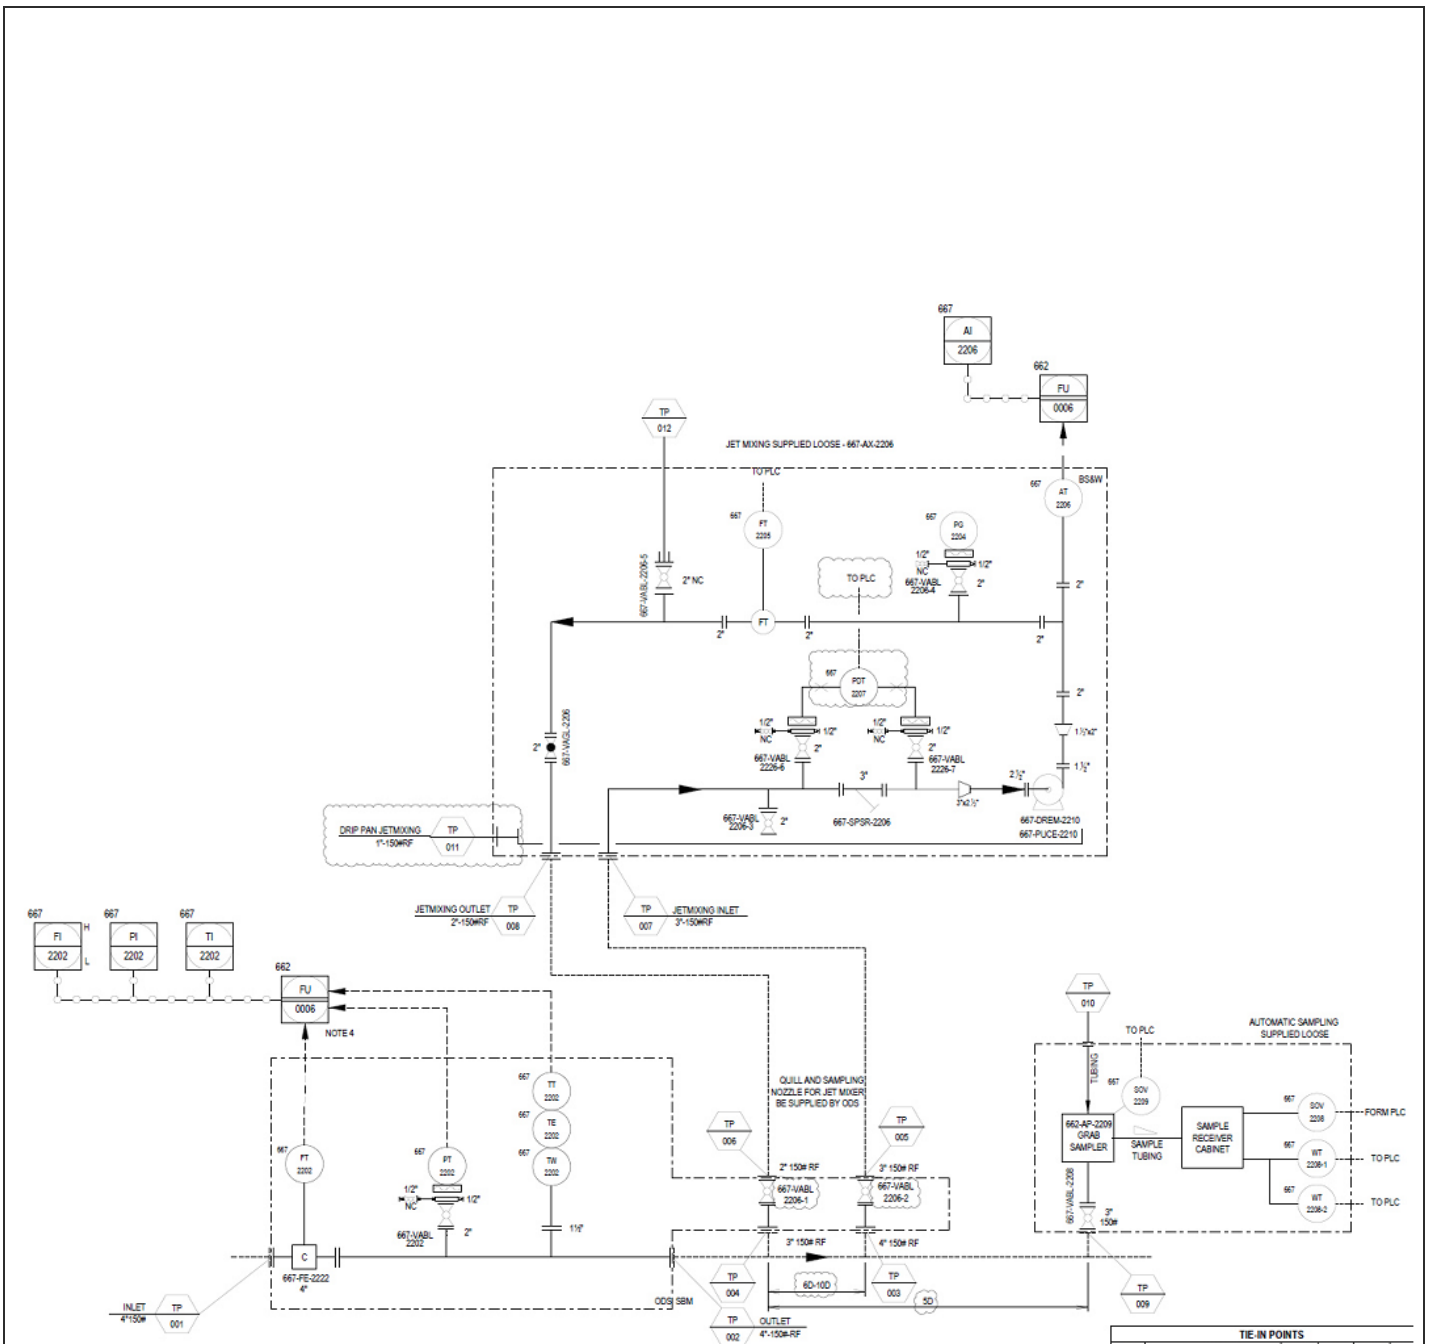 667
AI
2206
662
FU
0006
TP
012
JET MIXING SUPPLIED LOOSE - 667-AX-2206
TO PLC
667
BS&W
AT
2206
667
FT
2205
667
PG
2204
1/2"
NC
1/2"
667-VABL
2206-4
2"
667-VABL-2206-5
2" NC
TO PLC
2"
FT
2"
2"
2"
2"
667
PDT
2207
667-VAGL-2206
2"
1/2"
NC
1/2"
2"
667-VABL
2226-6
1/2"
NC
1/2"
2"
667-VABL
2226-7
1½"x2"
1½"
3"
2½"
3"x2½"
667-VABL
2206-3
2"
667-SPSR-2206
667-DREM-2210
667-PUCE-2210
DRIP PAN JETMIXING
1"-150#RF
TP
011
JETMIXING OUTLET
2"-150#RF
TP
008
TP
007
JETMIXING INLET
3"-150#RF
667
FI
2202
H
L
667
PI
2202
667
TI
2202
662
FU
0006
NOTE 4
TP
010
TO PLC
AUTOMATIC SAMPLING
SUPPLIED LOOSE
TUBING
667
SOV
2209
662-AP-2209
GRAB
SAMPLER
SAMPLE
TUBING
SAMPLE
RECEIVER
CABINET
667
SOV
2208
FORM PLC
667
WT
2208-1
TO PLC
667
WT
2208-2
TO PLC
667-VABL-2208
3"
150#
QUILL AND SAMPLING
NOZZLE FOR JET MIXER
BE SUPPLIED BY ODS
667
TT
2202
667
TE
2202
667
TW
2202
667
FT
2202
667
PT
2202
1/2"
NC
1/2"
667-VABL
2202
2"
1½"
TP
006
TP
005
2" 150# RF
3" 150# RF
667-VABL
2206-1
667-VABL
2206-2
3" 150# RF
4" 150# RF
C
667-FE-2222
4"
TP
004
6D-10D
TP
003
5D
TP
009
ODS
SBM
INLET
4"150#
TP
001
TP
002
OUTLET
4"-150#-RF
TIE-IN POINTS